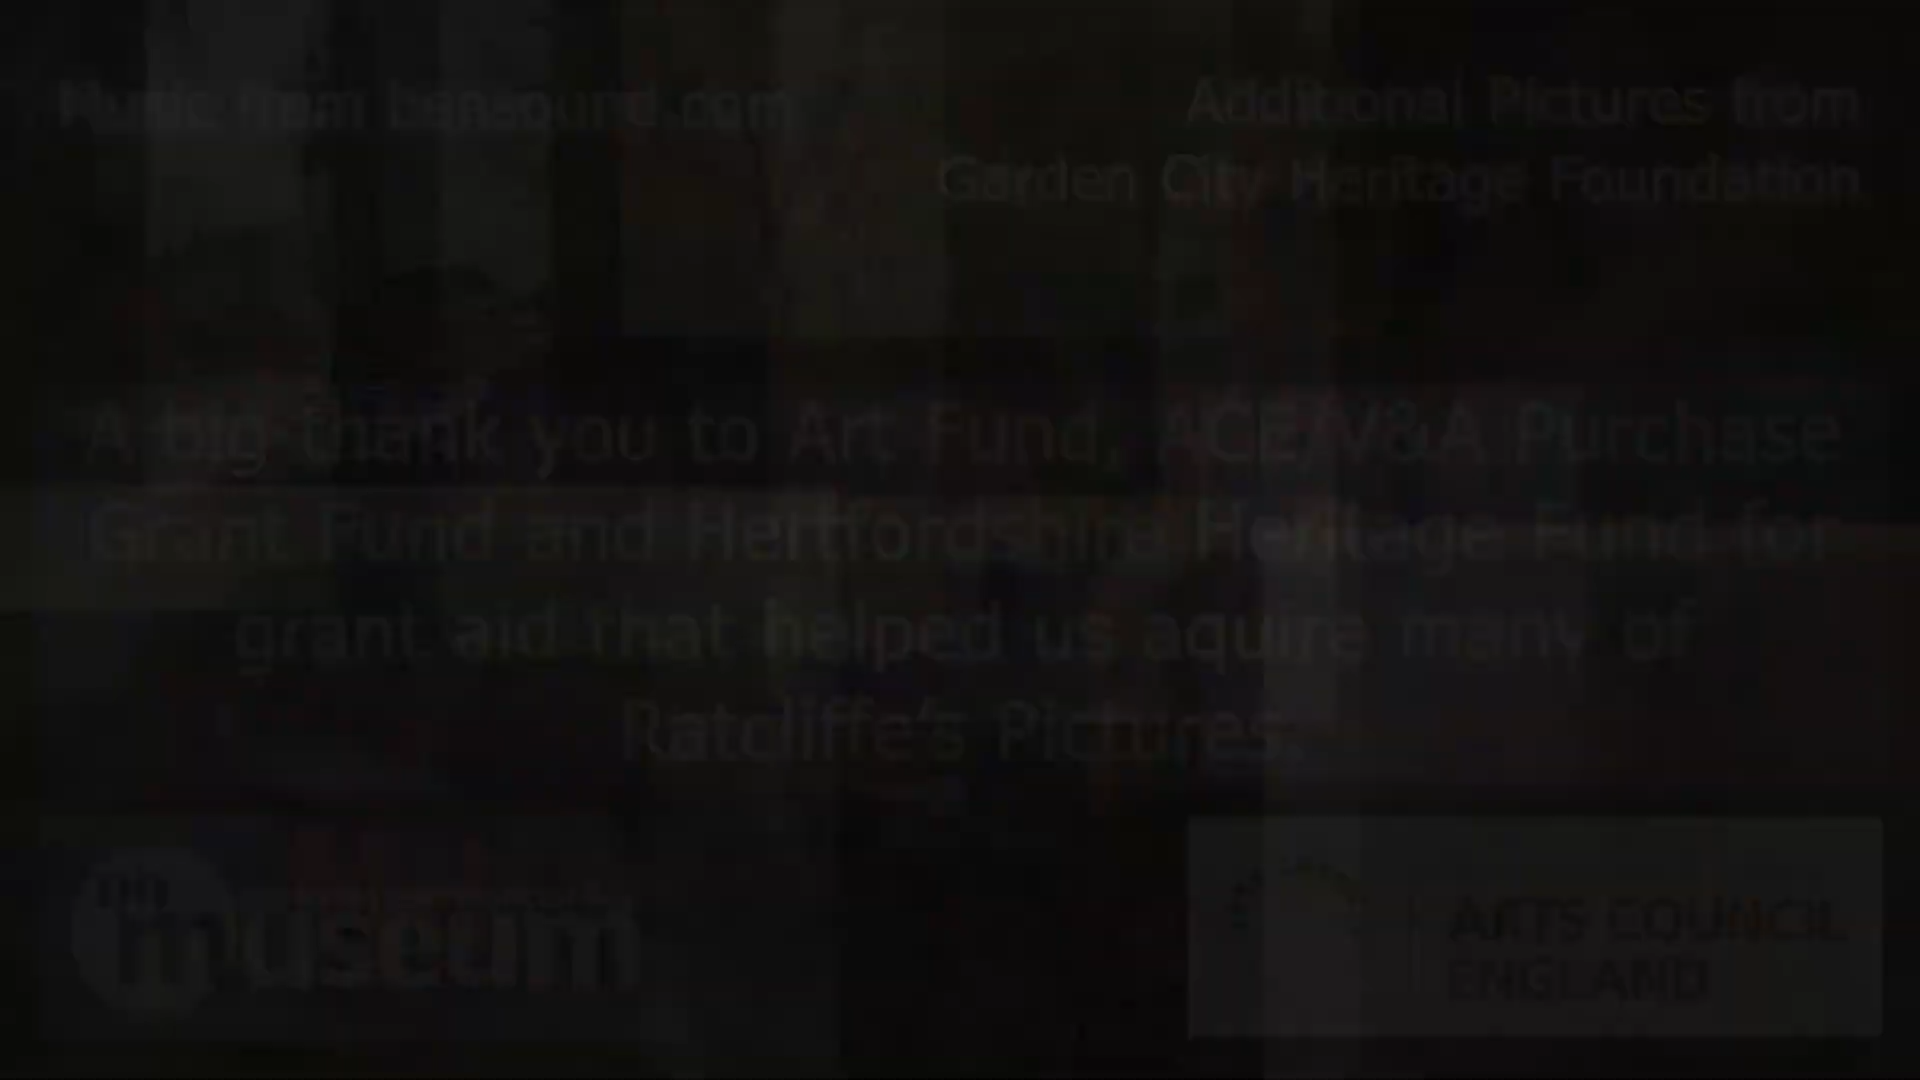 Music from bensound.com
Additional Pictures from
Garden City Heritage Foundation
A big thank you to Art Fund, ACE/V&A Purchase
Grant Fund and Hertfordshire Heritage Fund for
grant aid that helped us aquire many of
Ratcliffe's Pictures.
museum
ARTS COUNCIL
ENGLAND